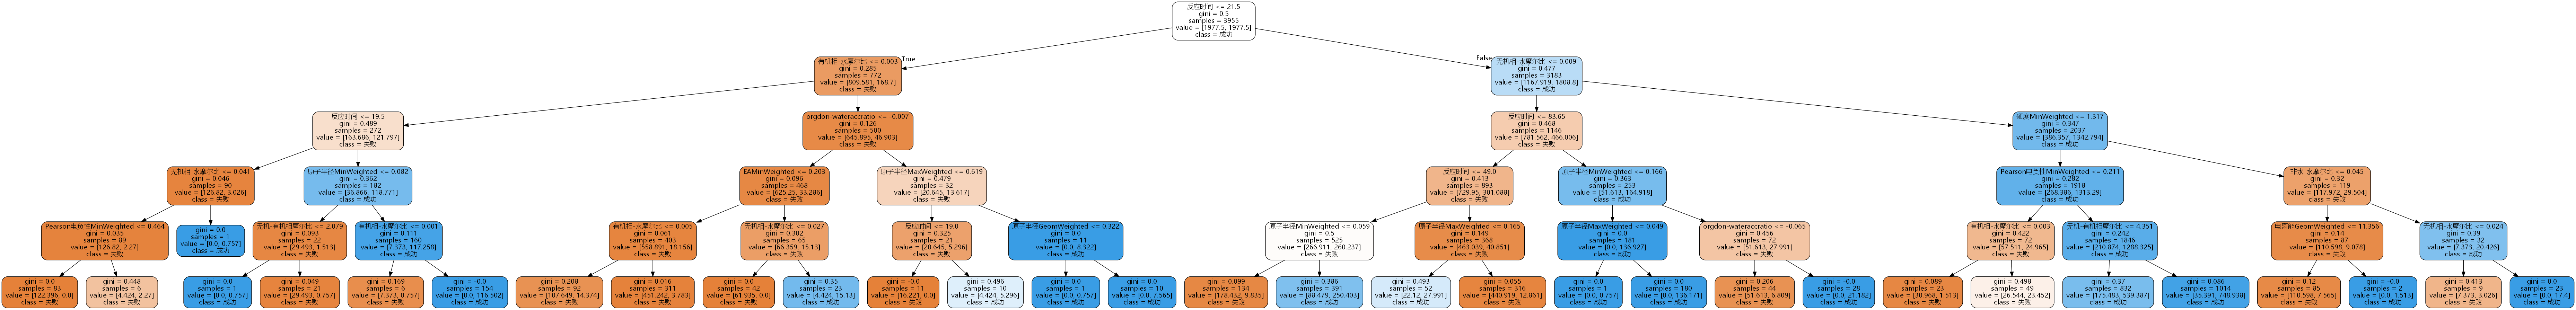 反应时间 <= 21.5
gini = 0.5
samples = 3955
value = [1977.5, 1977.5]
class = 成功
True
False
有机相-水摩尔比 <= 0.003
gini = 0.285
samples = 772
value = [809.581, 168.7]
class = 失败
无机相-水摩尔比 <= 0.009
gini = 0.477
samples = 3183
value = [1167.919, 1808.8]
class = 成功
反应时间 <= 19.5
gini = 0.489
samples = 272
value = [163.686, 121.797]
class = 失败
orgdon-wateraccratio <= -0.007
gini = 0.126
samples = 500
value = [645.895, 46.903]
class = 失败
反应时间 <= 83.65
gini = 0.468
samples = 1146
value = [781.562, 466.006]
class = 失败
硬度MinWeighted <= 1.317
gini = 0.347
samples = 2037
value = [386.357, 1342.794]
class = 成功
无机相-水摩尔比 <= 0.041
gini = 0.046
samples = 90
value = [126.82, 3.026]
class = 失败
原子半径MinWeighted <= 0.082
gini = 0.362
samples = 182
value = [36.866, 118.771]
class = 成功
EAMinWeighted <= 0.203
gini = 0.096
samples = 468
value = [625.25, 33.286]
class = 失败
原子半径MaxWeighted <= 0.619
gini = 0.479
samples = 32
value = [20.645, 13.617]
class = 失败
反应时间 <= 49.0
gini = 0.413
samples = 893
value = [729.95, 301.088]
class = 失败
原子半径MinWeighted <= 0.166
gini = 0.363
samples = 253
value = [51.613, 164.918]
class = 成功
Pearson电负性MinWeighted <= 0.211
gini = 0.282
samples = 1918
value = [268.386, 1313.29]
class = 成功
非水-水摩尔比 <= 0.045
gini = 0.32
samples = 119
value = [117.972, 29.504]
class = 失败
Pearson电负性MinWeighted <= 0.464
gini = 0.035
samples = 89
value = [126.82, 2.27]
class = 失败
gini = 0.0
samples = 1
value = [0.0, 0.757]
class = 成功
无机-有机相摩尔比 <= 2.079
gini = 0.093
samples = 22
value = [29.493, 1.513]
class = 失败
有机相-水摩尔比 <= 0.001
gini = 0.111
samples = 160
value = [7.373, 117.258]
class = 成功
有机相-水摩尔比 <= 0.005
gini = 0.061
samples = 403
value = [558.891, 18.156]
class = 失败
无机相-水摩尔比 <= 0.027
gini = 0.302
samples = 65
value = [66.359, 15.13]
class = 失败
反应时间 <= 19.0
gini = 0.325
samples = 21
value = [20.645, 5.296]
class = 失败
原子半径GeomWeighted <= 0.322
gini = 0.0
samples = 11
value = [0.0, 8.322]
class = 成功
原子半径MinWeighted <= 0.059
gini = 0.5
samples = 525
value = [266.911, 260.237]
class = 失败
原子半径MaxWeighted <= 0.165
gini = 0.149
samples = 368
value = [463.039, 40.851]
class = 失败
原子半径MaxWeighted <= 0.049
gini = 0.0
samples = 181
value = [0.0, 136.927]
class = 成功
orgdon-wateraccratio <= -0.065
gini = 0.456
samples = 72
value = [51.613, 27.991]
class = 失败
有机相-水摩尔比 <= 0.003
gini = 0.422
samples = 72
value = [57.511, 24.965]
class = 失败
无机-有机相摩尔比 <= 4.351
gini = 0.242
samples = 1846
value = [210.874, 1288.325]
class = 成功
电离能GeomWeighted <= 11.356
gini = 0.14
samples = 87
value = [110.598, 9.078]
class = 失败
无机相-水摩尔比 <= 0.024
gini = 0.39
samples = 32
value = [7.373, 20.426]
class = 成功
gini = 0.0
samples = 83
value = [122.396, 0.0]
class = 失败
gini = 0.448
samples = 6
value = [4.424, 2.27]
class = 失败
gini = 0.0
samples = 1
value = [0.0, 0.757]
class = 成功
gini = 0.049
samples = 21
value = [29.493, 0.757]
class = 失败
gini = 0.169
samples = 6
value = [7.373, 0.757]
class = 失败
gini = -0.0
samples = 154
value = [0.0, 116.502]
class = 成功
gini = 0.208
samples = 92
value = [107.649, 14.374]
class = 失败
gini = 0.016
samples = 311
value = [451.242, 3.783]
class = 失败
gini = 0.0
samples = 42
value = [61.935, 0.0]
class = 失败
gini = 0.35
samples = 23
value = [4.424, 15.13]
class = 成功
gini = -0.0
samples = 11
value = [16.221, 0.0]
class = 失败
gini = 0.496
samples = 10
value = [4.424, 5.296]
class = 成功
gini = 0.0
samples = 1
value = [0.0, 0.757]
class = 成功
gini = 0.0
samples = 10
value = [0.0, 7.565]
class = 成功
gini = 0.099
samples = 134
value = [178.432, 9.835]
class = 失败
gini = 0.386
samples = 391
value = [88.479, 250.403]
class = 成功
gini = 0.493
samples = 52
value = [22.12, 27.991]
class = 成功
gini = 0.055
samples = 316
value = [440.919, 12.861]
class = 失败
gini = 0.0
samples = 1
value = [0.0, 0.757]
class = 成功
gini = 0.0
samples = 180
value = [0.0, 136.171]
class = 成功
gini = 0.206
samples = 44
value = [51.613, 6.809]
class = 失败
gini = -0.0
samples = 28
value = [0.0, 21.182]
class = 成功
gini = 0.089
samples = 23
value = [30.968, 1.513]
class = 失败
gini = 0.498
samples = 49
value = [26.544, 23.452]
class = 失败
gini = 0.37
samples = 832
value = [175.483, 539.387]
class = 成功
gini = 0.086
samples = 1014
value = [35.391, 748.938]
class = 成功
gini = 0.12
samples = 85
value = [110.598, 7.565]
class = 失败
gini = -0.0
samples = 2
value = [0.0, 1.513]
class = 成功
gini = 0.413
samples = 9
value = [7.373, 3.026]
class = 失败
gini = 0.0
samples = 23
value = [0.0, 17.4]
class = 成功